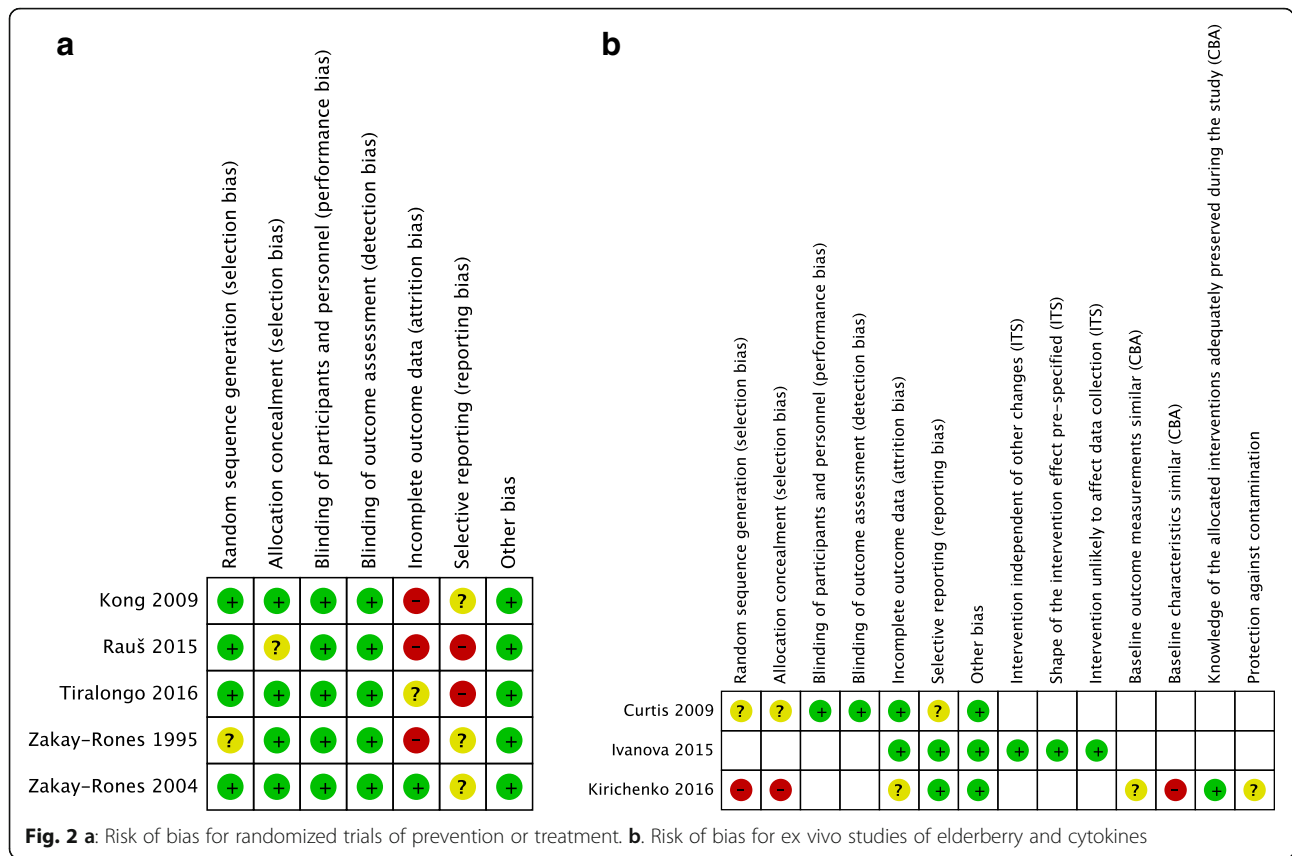 a
Random sequence generation (selection bias)
Allocation concealment (selection bias)
Blinding of participants and personnel (performance bias)
Blinding of outcome assessment (detection bias)
Incomplete outcome data (attrition bias)
Selective reporting (reporting bias)
Other bias
Kong 2009 + + + + − ? +
Rauš 2015 + ? + + − − +
Tiralongo 2016 + + + + ? − +
Zakay−Rones 1995 ? + + + − ? +
Zakay−Rones 2004 + + + + + ? +
b
Random sequence generation (selection bias)
Allocation concealment (selection bias)
Blinding of participants and personnel (performance bias)
Blinding of outcome assessment (detection bias)
Incomplete outcome data (attrition bias)
Selective reporting (reporting bias)
Other bias
Intervention independent of other changes (ITS)
Shape of the intervention effect pre−specified (ITS)
Intervention unlikely to affect data collection (ITS)
Baseline outcome measurements similar (CBA)
Baseline characteristics similar (CBA)
Knowledge of the allocated interventions adequately preserved during the study (CBA)
Protection against contamination
Curtis 2009 ? ? + + + ? +
Ivanova 2015 + + + + + +
Kirichenko 2016 − − ? + + ? − + ?
Fig. 2 a: Risk of bias for randomized trials of prevention or treatment. b. Risk of bias for ex vivo studies of elderberry and cytokines